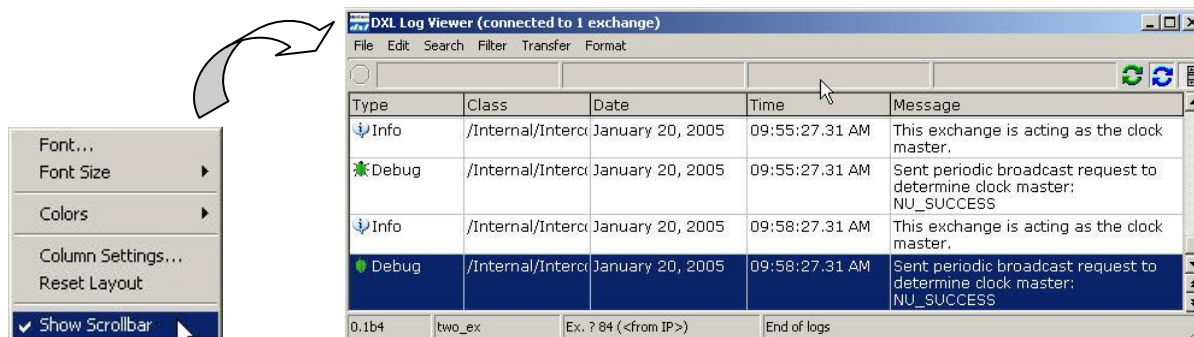 DXL Log Viewer (connected to 1 exchange)
File Edit Search Filter Transfer Format
Type Class Date Time Message
Info /Internal/Interc January 20, 2005 09:55:27.31 AM This exchange is acting as the clock
master.
Debug /Internal/Interc January 20, 2005 09:55:27.31 AM Sent periodic broadcast request to
determine clock master:
NU_SUCCESS
Info /Internal/Interc January 20, 2005 09:58:27.31 AM This exchange is acting as the clock
master.
Debug /Internal/Interc January 20, 2005 09:58:27.31 AM Sent periodic broadcast request to
determine clock master:
NU_SUCCESS
0.1b4 two_ex Ex. ? 84 (<from IP>) End of logs
Font...
Font Size
Colors
Column Settings...
Reset Layout
Show Scrollbar